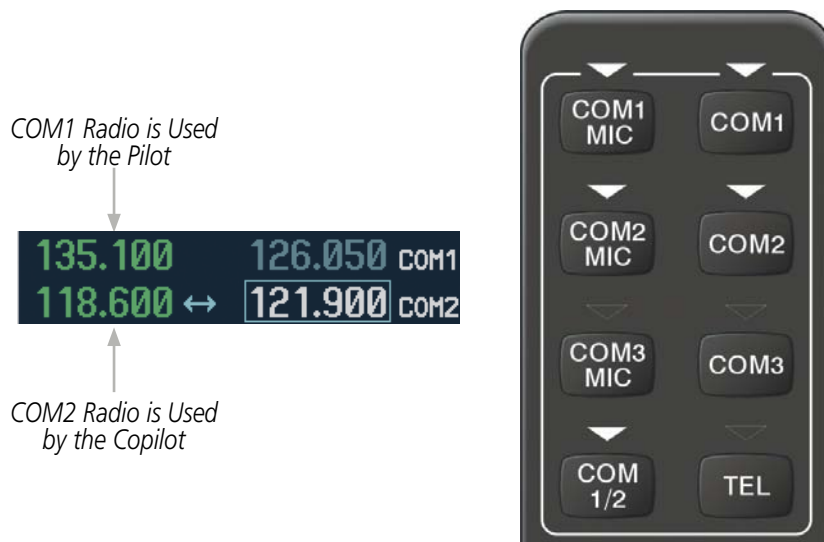 COM1 Radio is Used
by the Pilot
135.100 126.050 COM1
118.600 ↔ 121.900 COM2
COM2 Radio is Used
by the Copilot
COM1
MIC
COM1
COM2
MIC
COM2
COM3
MIC
COM3
COM
1/2
TEL